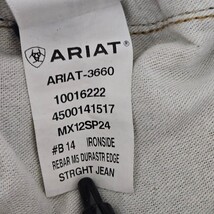 ARIAT
ARIAT-3660
10016222
4500141517
MX12SP24
#B 14 IRONSIDE
REBAR M5 DURASTR EDGE
STRGHT JEAN